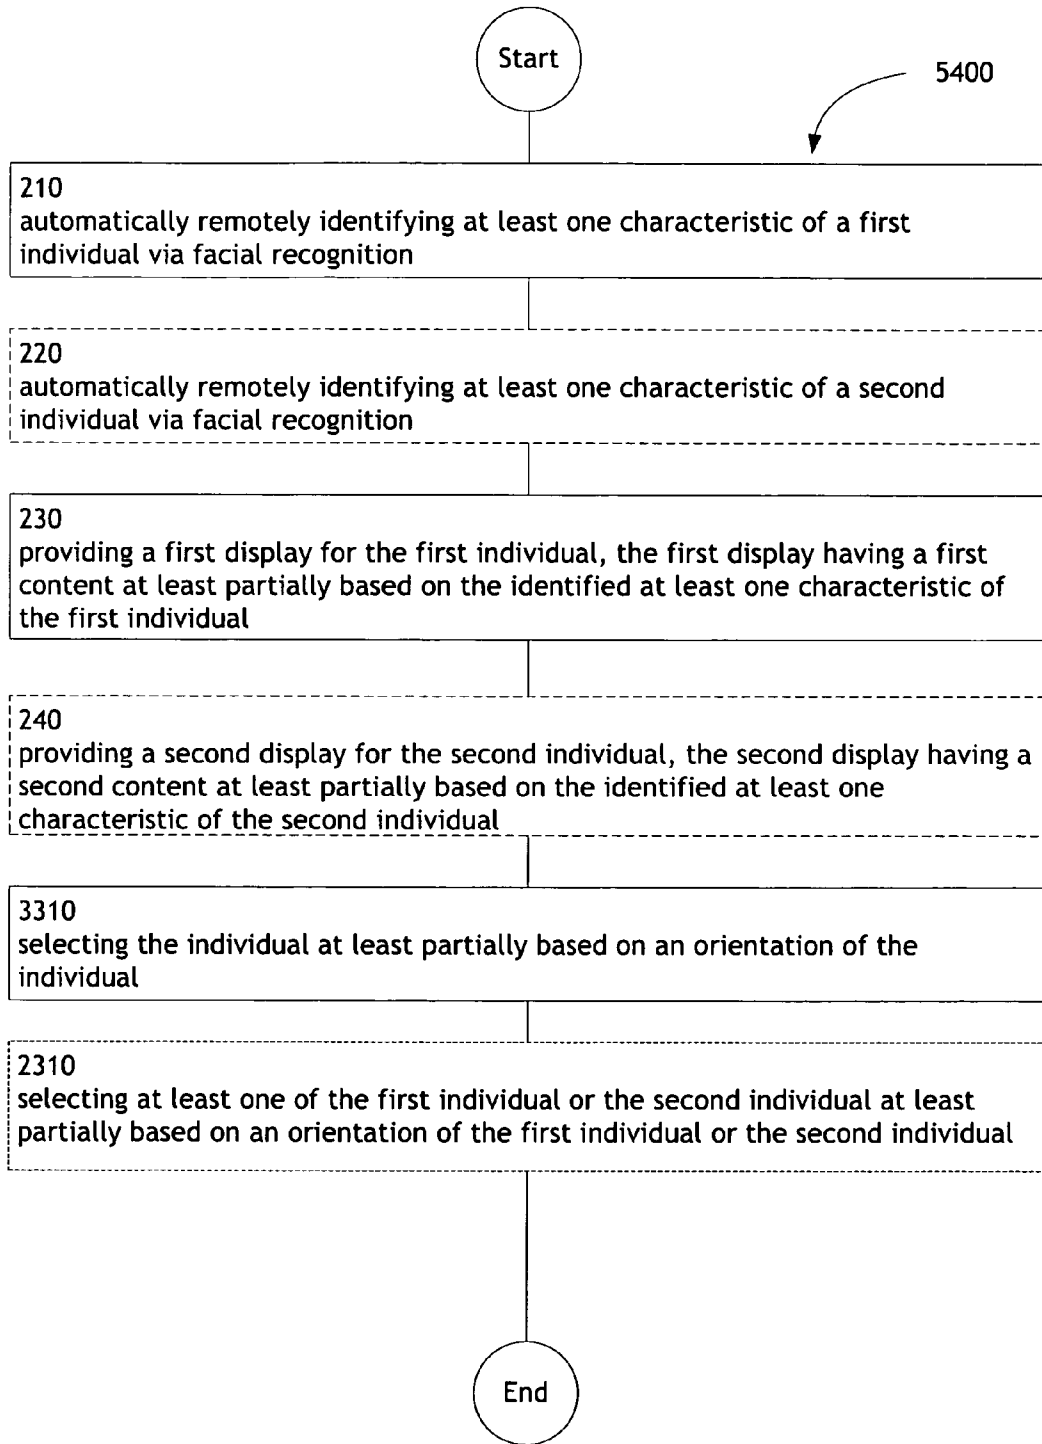 Start
5400
210
automatically remotely identifying at least one characteristic of a first
individual via facial recognition
220
automatically remotely identifying at least one characteristic of a second
individual via facial recognition
230
providing a first display for the first individual, the first display having a first
content at least partially based on the identified at least one characteristic of
the first individual
240
providing a second display for the second individual, the second display having a
second content at least partially based on the identified at least one
characteristic of the second individual
3310
selecting the individual at least partially based on an orientation of the
individual
2310
selecting at least one of the first individual or the second individual at least
partially based on an orientation of the first individual or the second individual
End